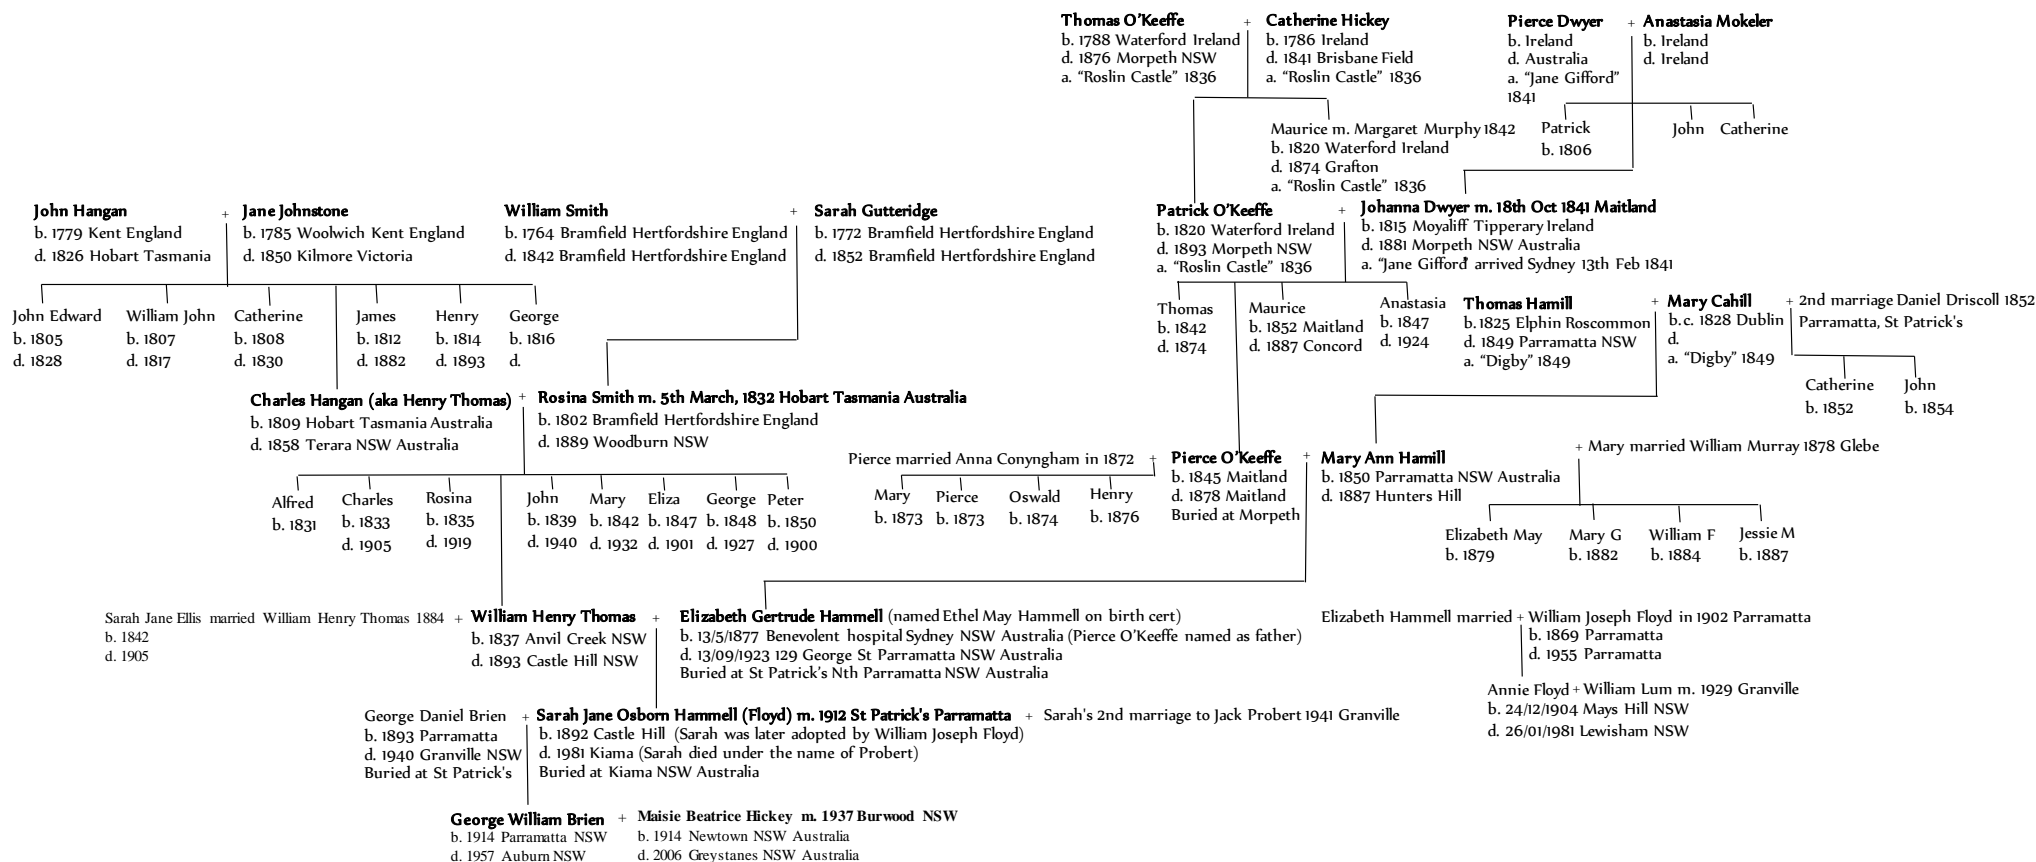 Thomas O'Keeffe + Catherine Hickey
b. 1788 Waterford Ireland
d. 1876 Morpeth NSW
a. "Roslin Castle" 1836
b. 1786 Ireland
d. 1841 Brisbane Field
a. "Roslin Castle" 1836
Pierce Dwyer + Anastasia Mokeler
b. Ireland
d. Australia
a. "Jane Gifford"
1841
b. Ireland
d. Ireland
Maurice m. Margaret Murphy 1842
b. 1820 Waterford Ireland
d. 1874 Grafton
a. "Roslin Castle" 1836
Patrick
b. 1806
John
Catherine
John Hangan + Jane Johnstone
b. 1779 Kent England
d. 1826 Hobart Tasmania
b. 1785 Woolwich Kent England
d. 1850 Kilmore Victoria
William Smith + Sarah Gutteridge
b. 1764 Bramfield Hertfordshire England
d. 1842 Bramfield Hertfordshire England
b. 1772 Bramfield Hertfordshire England
d. 1852 Bramfield Hertfordshire England
Patrick O'Keeffe + Johanna Dwyer m. 18th Oct 1841 Maitland
b. 1820 Waterford Ireland
d. 1893 Morpeth NSW
a. "Roslin Castle" 1836
b. 1815 Moyaliff Tipperary Ireland
d. 1881 Morpeth NSW Australia
a. "Jane Gifford" arrived Sydney 13th Feb 1841
John Edward
b. 1805
d. 1828
William John
b. 1807
d. 1817
Catherine
b. 1808
d. 1830
James
b. 1812
d. 1882
Henry
b. 1814
d. 1893
George
b. 1816
d.
Thomas
b. 1842
d. 1874
Maurice
b. 1852 Maitland
d. 1887 Concord
Anastasia
b. 1847
d. 1924
Thomas Hamill + Mary Cahill + 2nd marriage Daniel Driscoll 1852
Parramatta, St Patrick's
b. 1825 Elphin Roscommon
d. 1849 Parramatta NSW
a. "Digby" 1849
b. c. 1828 Dublin
d.
a. "Digby" 1849
Catherine
b. 1852
John
b. 1854
Charles Hangan (aka Henry Thomas) + Rosina Smith m. 5th March, 1832 Hobart Tasmania Australia
b. 1809 Hobart Tasmania Australia
d. 1858 Terara NSW Australia
b. 1802 Bramfield Hertfordshire England
d. 1889 Woodburn NSW
Pierce married Anna Conyngham in 1872 + Pierce O'Keeffe + Mary Ann Hamill
b. 1845 Maitland
d. 1878 Maitland
Buried at Morpeth
b. 1850 Parramatta NSW Australia
d. 1887 Hunters Hill
+ Mary married William Murray 1878 Glebe
Alfred
b. 1831
Charles
b. 1833
d. 1905
Rosina
b. 1835
d. 1919
John
b. 1839
d. 1940
Mary
b. 1842
d. 1932
Eliza
b. 1847
d. 1901
George
b. 1848
d. 1927
Peter
b. 1850
d. 1900
Mary
b. 1873
Pierce
b. 1873
Oswald
b. 1874
Henry
b. 1876
Elizabeth May
b. 1879
Mary G
b. 1882
William F
b. 1884
Jessie M
b. 1887
Sarah Jane Ellis married William Henry Thomas 1884 + William Henry Thomas + Elizabeth Gertrude Hammell (named Ethel May Hammell on birth cert)
b. 1842
d. 1905
b. 1837 Anvil Creek NSW
d. 1893 Castle Hill NSW
b. 13/5/1877 Benevolent hospital Sydney NSW Australia (Pierce O'Keeffe named as father)
d. 13/09/1923 129 George St Parramatta NSW Australia
Buried at St Patrick's Nth Parramatta NSW Australia
Elizabeth Hammell married + William Joseph Floyd in 1902 Parramatta
b. 1869 Parramatta
d. 1955 Parramatta
Annie Floyd + William Lum m. 1929 Granville
b. 24/12/1904 Mays Hill NSW
d. 26/01/1981 Lewisham NSW
George Daniel Brien + Sarah Jane Osborn Hammell (Floyd) m. 1912 St Patrick's Parramatta + Sarah's 2nd marriage to Jack Probert 1941 Granville
b. 1893 Parramatta
d. 1940 Granville NSW
Buried at St Patrick's
b. 1892 Castle Hill (Sarah was later adopted by William Joseph Floyd)
d. 1981 Kiama (Sarah died under the name of Probert)
Buried at Kiama NSW Australia
George William Brien + Maisie Beatrice Hickey m. 1937 Burwood NSW
b. 1914 Parramatta NSW
d. 1957 Auburn NSW
b. 1914 Newtown NSW Australia
d. 2006 Greystanes NSW Australia